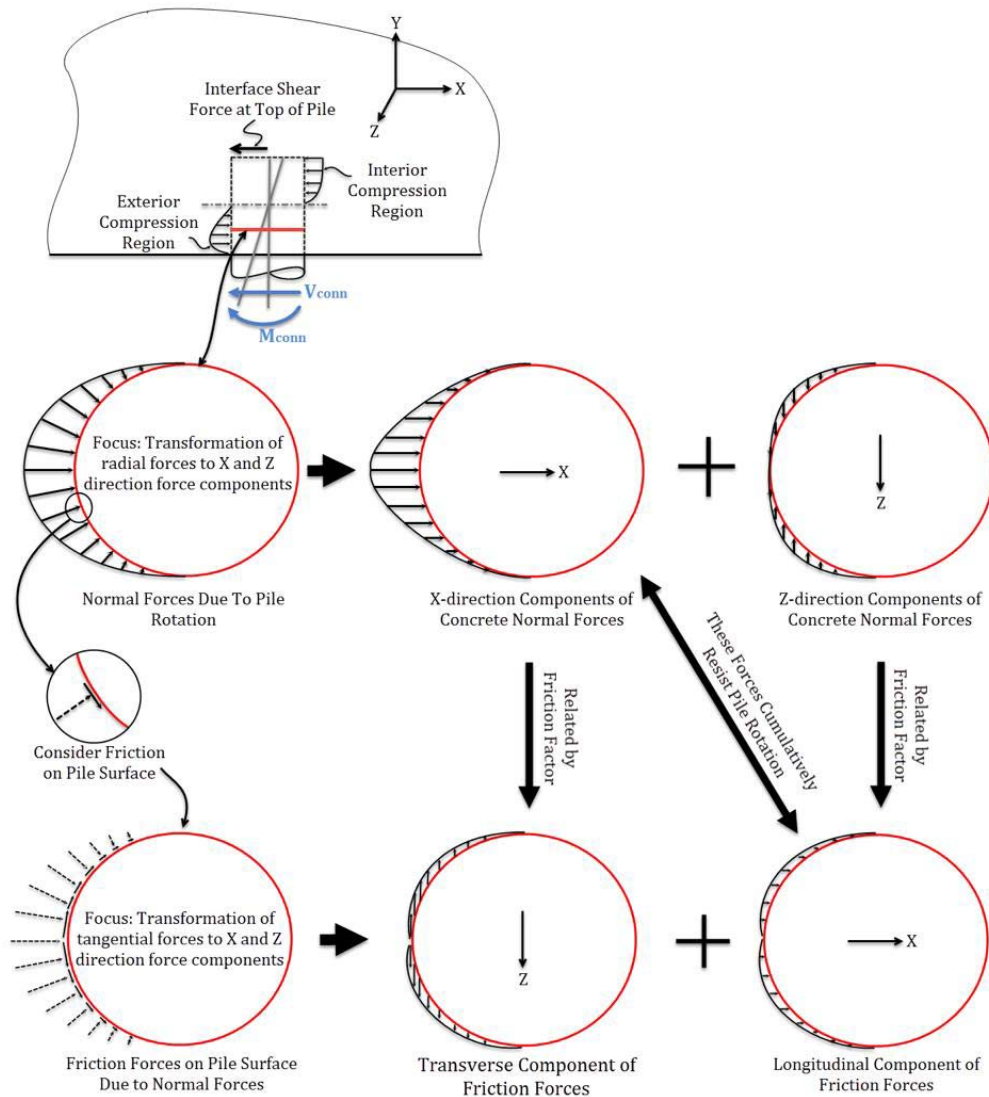 Y
X
Z
Interface Shear
Force at Top of Pile
Interior
Compression
Region
Exterior
Compression
Region
Vconn
Mconn
Focus: Transformation of
radial forces to X and Z
direction force components
X
Z
Normal Forces Due To Pile
Rotation
X-direction Components of
Concrete Normal Forces
Z-direction Components of
Concrete Normal Forces
Related by
Friction Factor
These Forces Cumulatively
Resist Pile Rotation
Related by
Friction Factor
Consider Friction
on Pile Surface
Focus: Transformation of
tangential forces to X and Z
direction force components
Z
X
Friction Forces on Pile Surface
Due to Normal Forces
Transverse Component of
Friction Forces
Longitudinal Component of
Friction Forces